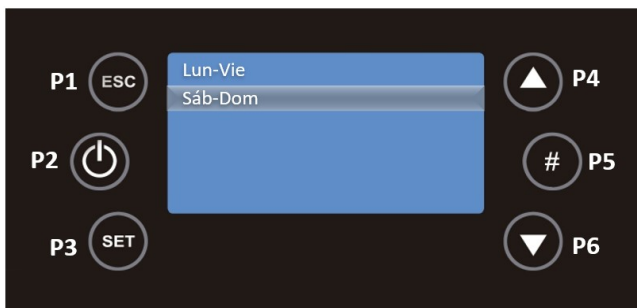 P1 ESC
Lun-Vie
Sáb-Dom
P4
P2
# P5
P3 SET
P6